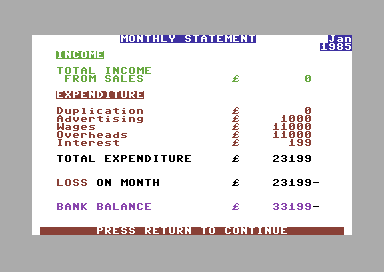 MONTHLY STATEMENT Jan
1985
INCOME
TOTAL INCOME
FROM SALES £ 0
EXPENDITURE
Duplication £ 0
Advertising £ 1000
Wages £ 11000
Overheads £ 11000
Interest £ 199
TOTAL EXPENDITURE £ 23199
LOSS ON MONTH £ 23199-
BANK BALANCE £ 33199-
PRESS RETURN TO CONTINUE